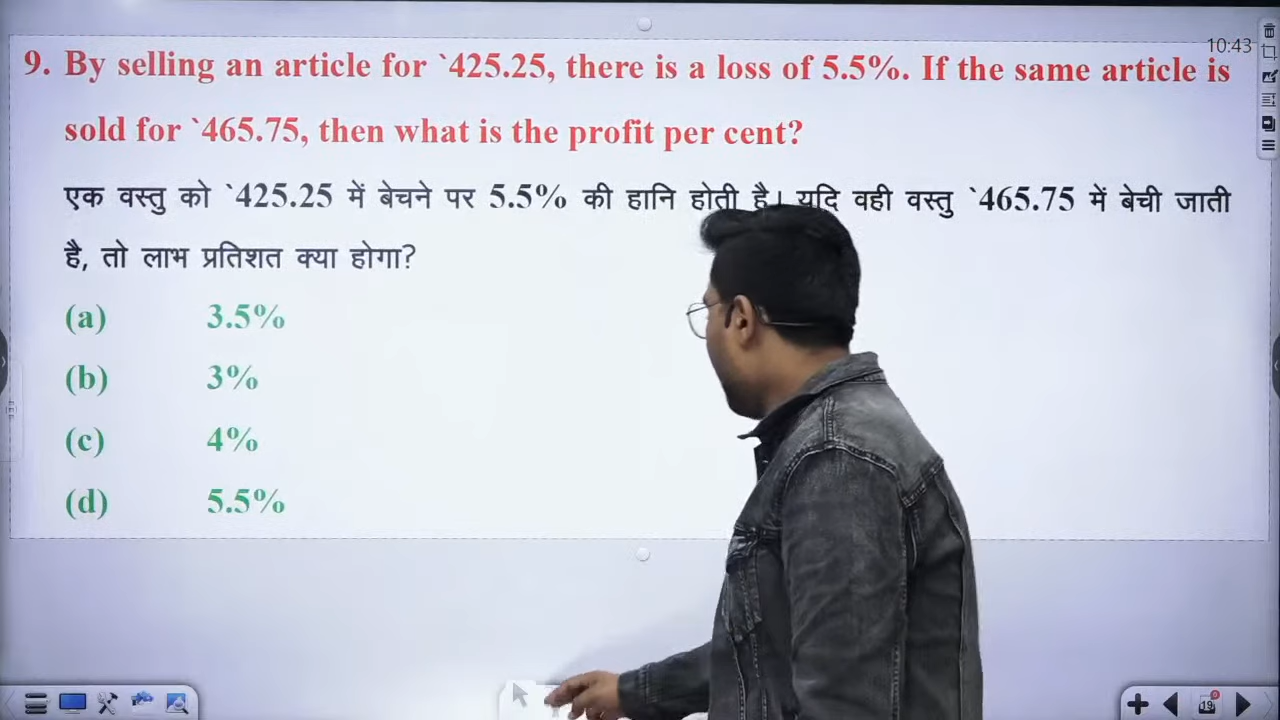 10:43
9. By selling an article for `425.25, there is a loss of 5.5%. If the same article is
sold for `465.75, then what is the profit per cent?
एक वस्तु को `425.25 में बेचने पर 5.5% की हानि होती है। यदि वही वस्तु `465.75 में बेची जाती
है, तो लाभ प्रतिशत क्या होगा?
(a) 3.5%
(b) 3%
(c) 4%
(d) 5.5%
19